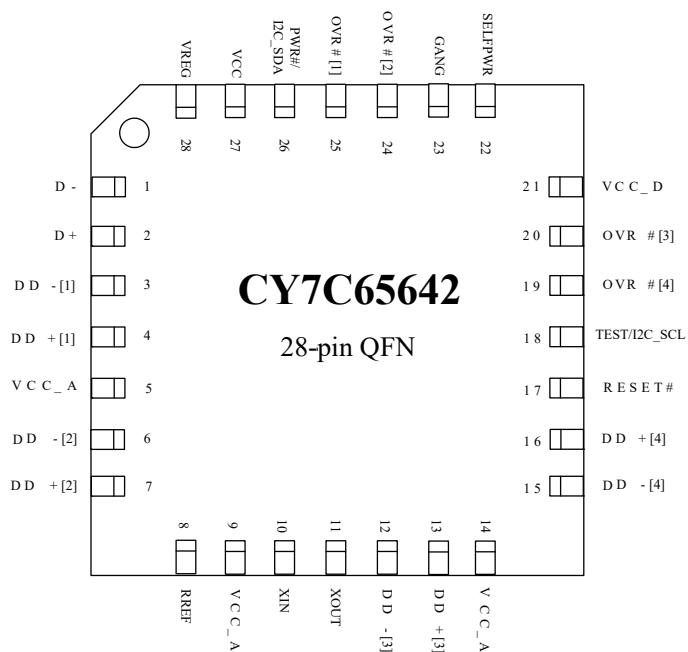 VREG
VCC
PWR#/
I2C_SDA
OVR # [1]
OVR # [2]
GANG
SELFPWR
28
27
26
25
24
23
22
D - 1
D + 2
DD - [1] 3
DD + [1] 4
VCC_A 5
DD - [2] 6
DD + [2] 7
CY7C65642
28-pin QFN
21 VCC_D
20 OVR # [3]
19 OVR # [4]
18 TEST/I2C_SCL
17 RESET#
16 DD + [4]
15 DD - [4]
8
9
10
11
12
13
14
RREF
VCC_A
XIN
XOUT
DD - [3]
DD + [3]
VCC_A